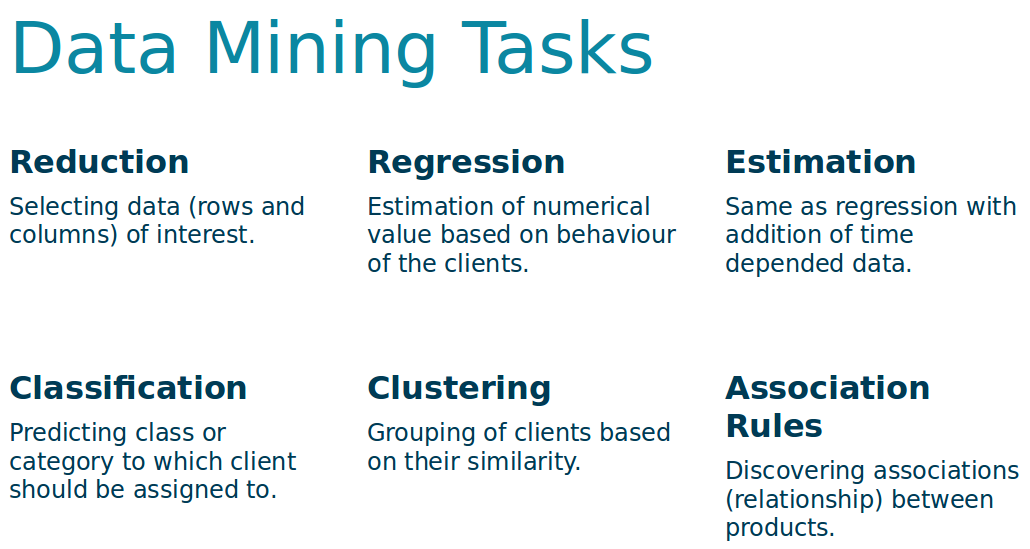 Data Mining Tasks
Reduction
Selecting data (rows and
columns) of interest.
Regression
Estimation of numerical
value based on behaviour
of the clients.
Estimation
Same as regression with
addition of time
depended data.
Classification
Predicting class or
category to which client
should be assigned to.
Clustering
Grouping of clients based
on their similarity.
Association
Rules
Discovering associations
(relationship) between
products.